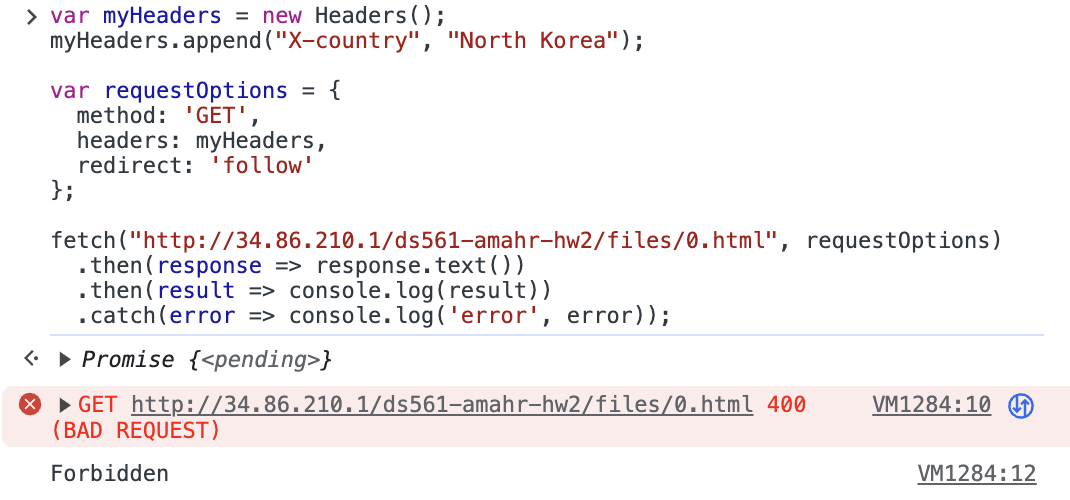 var myHeaders = new Headers();
myHeaders.append("X-country", "North Korea");
var requestOptions = {
method: 'GET',
headers: myHeaders,
redirect: 'follow'
};
fetch("http://34.86.210.1/ds561-amahr-hw2/files/0.html", requestOptions)
.then(response => response.text())
.then(result => console.log(result))
.catch(error => console.log('error', error));
Promise {<pending>}
GET http://34.86.210.1/ds561-amahr-hw2/files/0.html 400 VM1284:10
(BAD REQUEST)
Forbidden VM1284:12